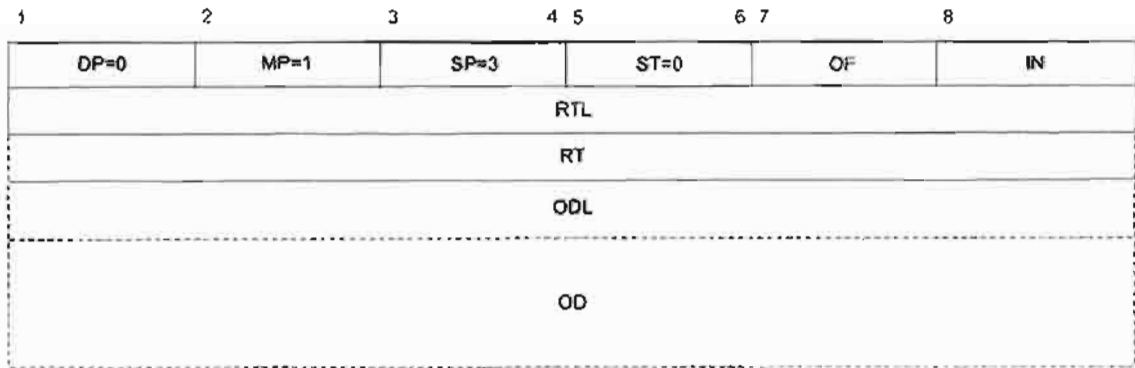 1 2 3 4 5 6 7 8
DP=0 MP=1 SP=3 ST=0 OF IN
RTL
RT
ODL
OD